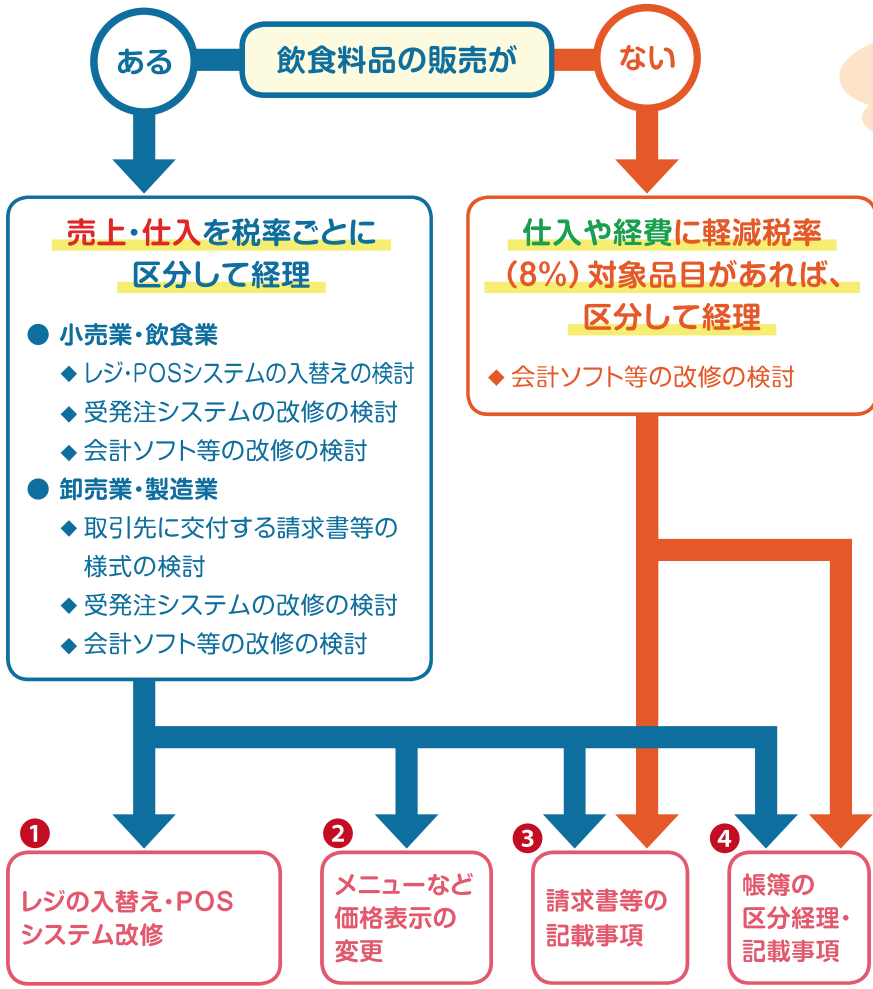 ある
飲食料品の販売が
ない
売上・仕入を税率ごとに
区分して経理
● 小売業・飲食業
◆ レジ・POSシステムの入替えの検討
◆ 受発注システムの改修の検討
◆ 会計ソフト等の改修の検討
● 卸売業・製造業
◆ 取引先に交付する請求書等の
様式の検討
◆ 受発注システムの改修の検討
◆ 会計ソフト等の改修の検討
仕入や経費に軽減税率
（8％）対象品目があれば、
区分して経理
◆ 会計ソフト等の改修の検討
1
レジの入替え・POS
システム改修
2
メニューなど
価格表示の
変更
3
請求書等の
記載事項
4
帳簿の
区分経理・
記載事項